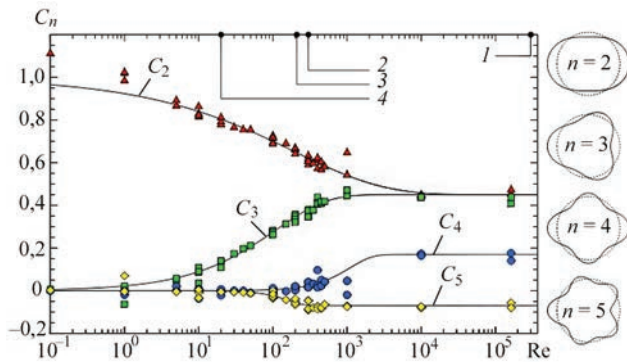 Cₙ
1,0
0,8
0,6
0,4
0,2
0
–0,2
C₂
C₃
C₄
C₅
2
3
4
1
10⁻¹
10⁰
10¹
10²
10³
10⁴
10⁵
Re
n = 2
n = 3
n = 4
n = 5